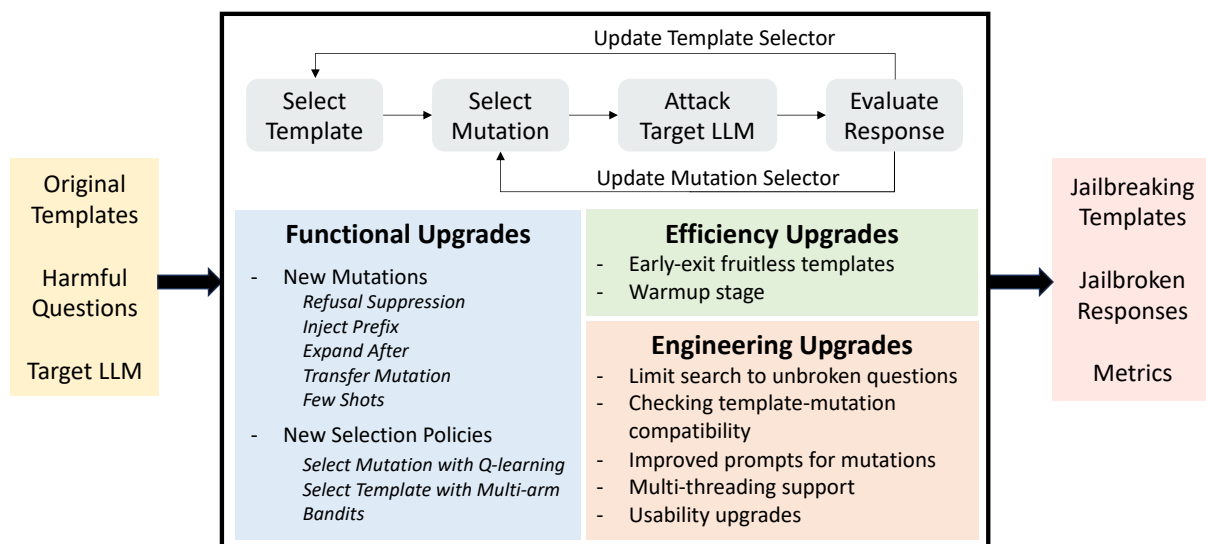 Original
Templates
Harmful
Questions
Target LLM
Update Template Selector
Select
Template
Select
Mutation
Attack
Target LLM
Evaluate
Response
Update Mutation Selector
Functional Upgrades
- New Mutations
Refusal Suppression
Inject Prefix
Expand After
Transfer Mutation
Few Shots
- New Selection Policies
Select Mutation with Q-learning
Select Template with Multi-arm
Bandits
Efficiency Upgrades
- Early-exit fruitless templates
- Warmup stage
Engineering Upgrades
- Limit search to unbroken questions
- Checking template-mutation
compatibility
- Improved prompts for mutations
- Multi-threading support
- Usability upgrades
Jailbreaking
Templates
Jailbroken
Responses
Metrics